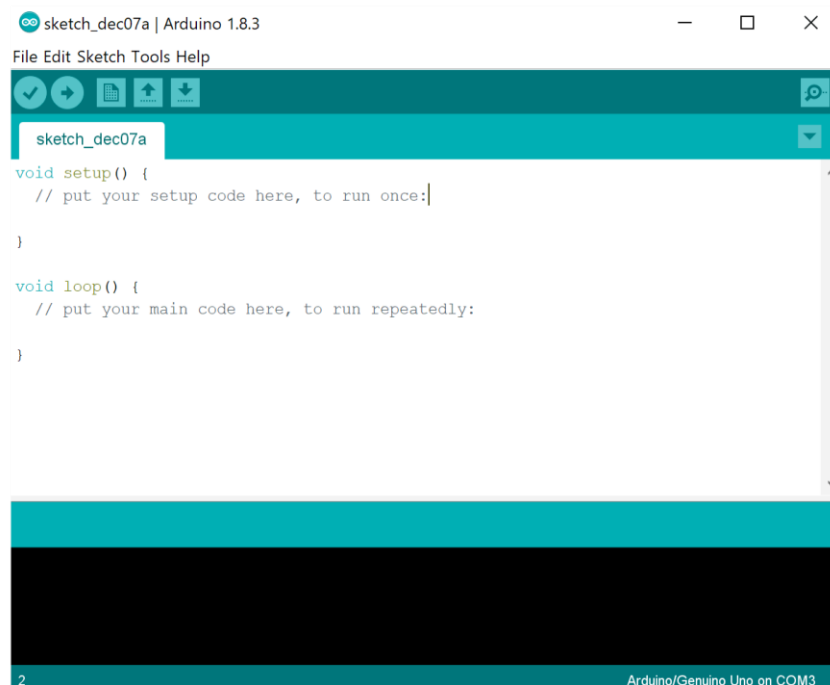 sketch_dec07a | Arduino 1.8.3
File Edit Sketch Tools Help
sketch_dec07a
void setup() {
  // put your setup code here, to run once:
}
void loop() {
  // put your main code here, to run repeatedly:
}
2 Arduino/Genuino Uno on COM3